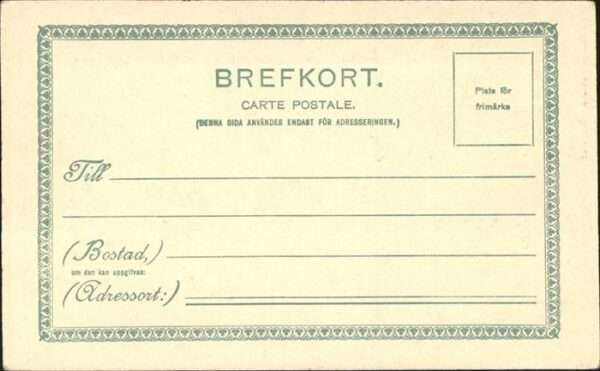 BREFKORT.
CARTE POSTALE.
(DENNA SIDA ANVÄNDES ENDAST FÖR ADRESSERINGEN.)
Plats för
frimärke
Till
(Bostad,)
om den kan uppgifvas:
(Adressort:)